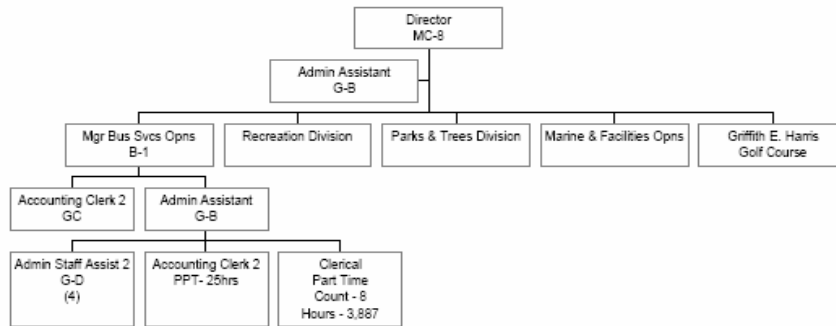 Director
MC-8
Admin Assistant
G-B
Mgr Bus Svcs Opns
B-1
Recreation Division
Parks & Trees Division
Marine & Facilities Opns
Griffith E. Harris
Golf Course
Accounting Clerk 2
GC
Admin Assistant
G-B
Admin Staff Assist 2
G-D
(4)
Accounting Clerk 2
PPT- 25hrs
Clerical
Part Time
Count - 8
Hours - 3,887